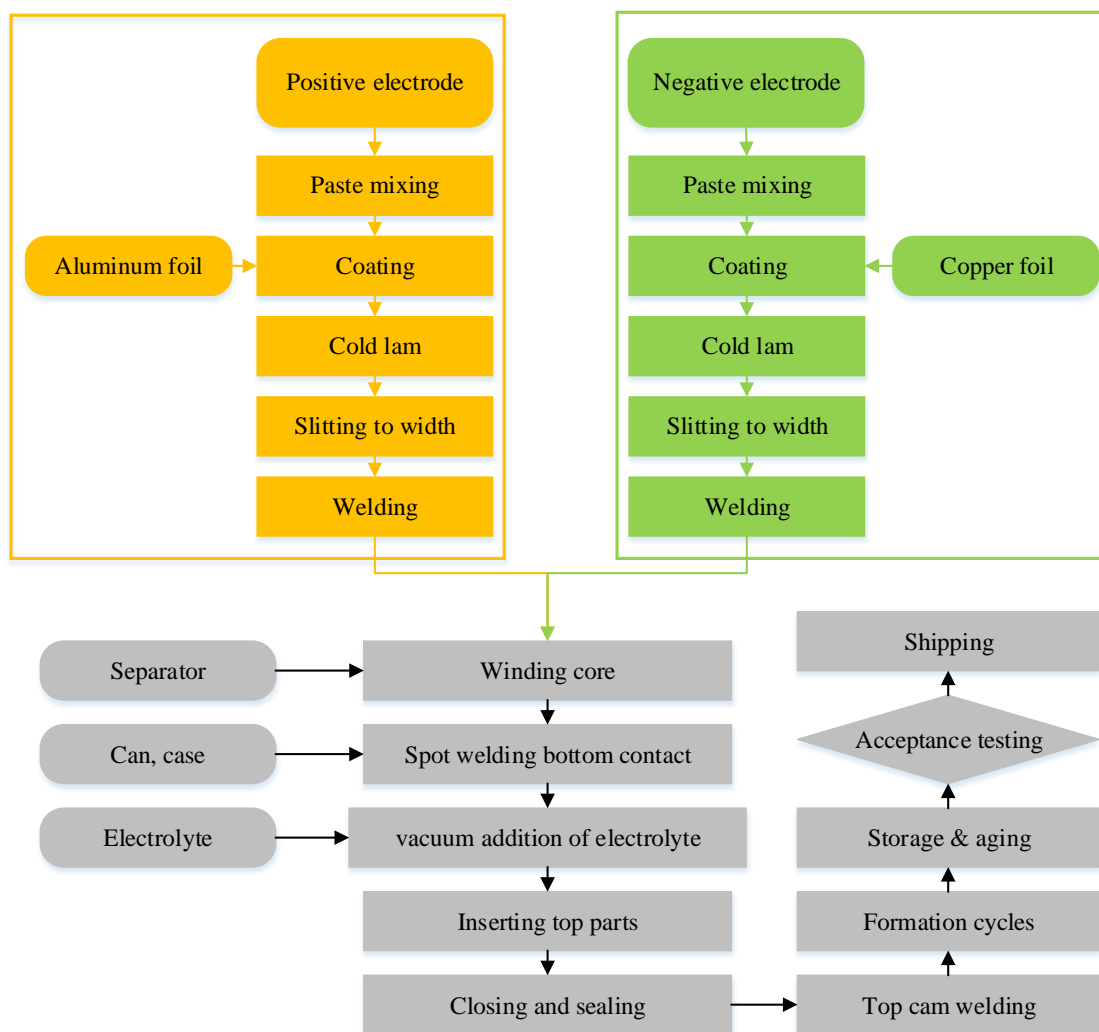 Positive electrode
Paste mixing
Aluminum foil
Coating
Cold lam
Slitting to width
Welding
Negative electrode
Paste mixing
Coating
Copper foil
Cold lam
Slitting to width
Welding
Separator
Winding core
Can, case
Spot welding bottom contact
Electrolyte
vacuum addition of electrolyte
Inserting top parts
Closing and sealing
Top cam welding
Formation cycles
Storage & aging
Acceptance testing
Shipping